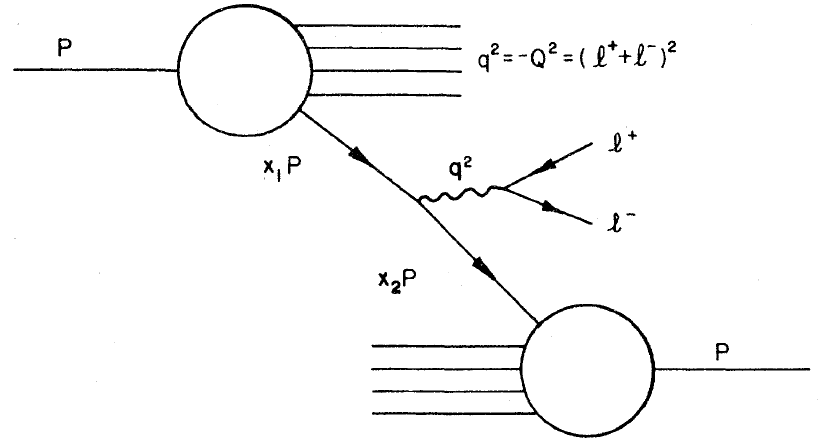 P
q² = -Q² = (ℓ⁺ + ℓ⁻)²
ℓ⁺
x₁P
q²
ℓ⁻
x₂P
P